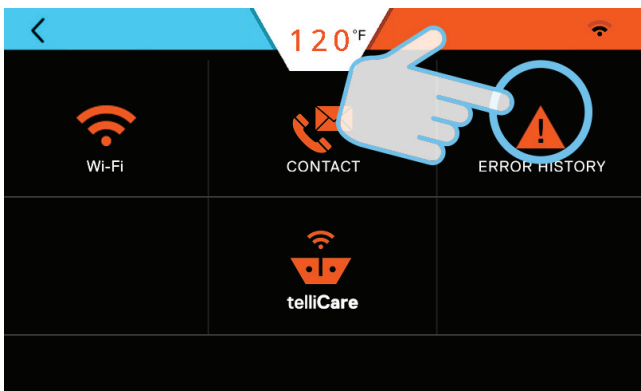 120°F
Wi-Fi
CONTACT
ERROR HISTORY
telliCare